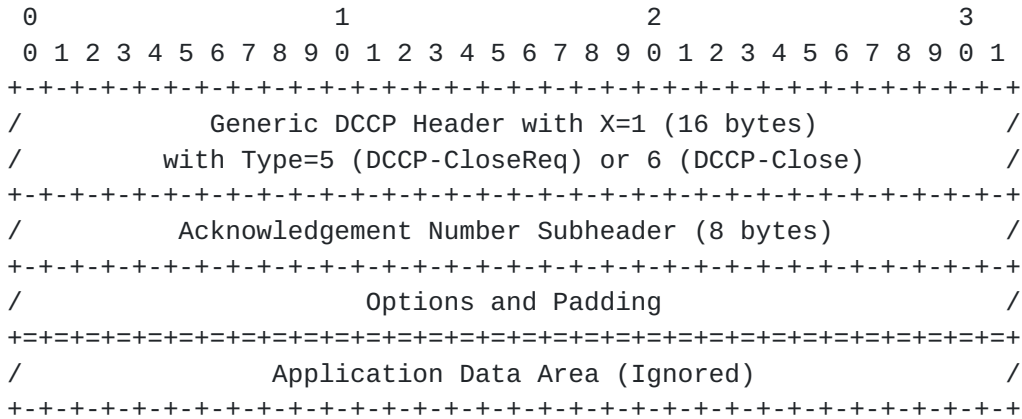 0                   1                   2                   3
 0 1 2 3 4 5 6 7 8 9 0 1 2 3 4 5 6 7 8 9 0 1 2 3 4 5 6 7 8 9 0 1
+-+-+-+-+-+-+-+-+-+-+-+-+-+-+-+-+-+-+-+-+-+-+-+-+-+-+-+-+-+-+-+-+
/            Generic DCCP Header with X=1 (16 bytes)            /
/         with Type=5 (DCCP-CloseReq) or 6 (DCCP-Close)         /
+-+-+-+-+-+-+-+-+-+-+-+-+-+-+-+-+-+-+-+-+-+-+-+-+-+-+-+-+-+-+-+-+
/          Acknowledgement Number Subheader (8 bytes)           /
+-+-+-+-+-+-+-+-+-+-+-+-+-+-+-+-+-+-+-+-+-+-+-+-+-+-+-+-+-+-+-+-+
/                      Options and Padding                      /
+=+=+=+=+=+=+=+=+=+=+=+=+=+=+=+=+=+=+=+=+=+=+=+=+=+=+=+=+=+=+=+=+
/                Application Data Area (Ignored)                /
+-+-+-+-+-+-+-+-+-+-+-+-+-+-+-+-+-+-+-+-+-+-+-+-+-+-+-+-+-+-+-+-+